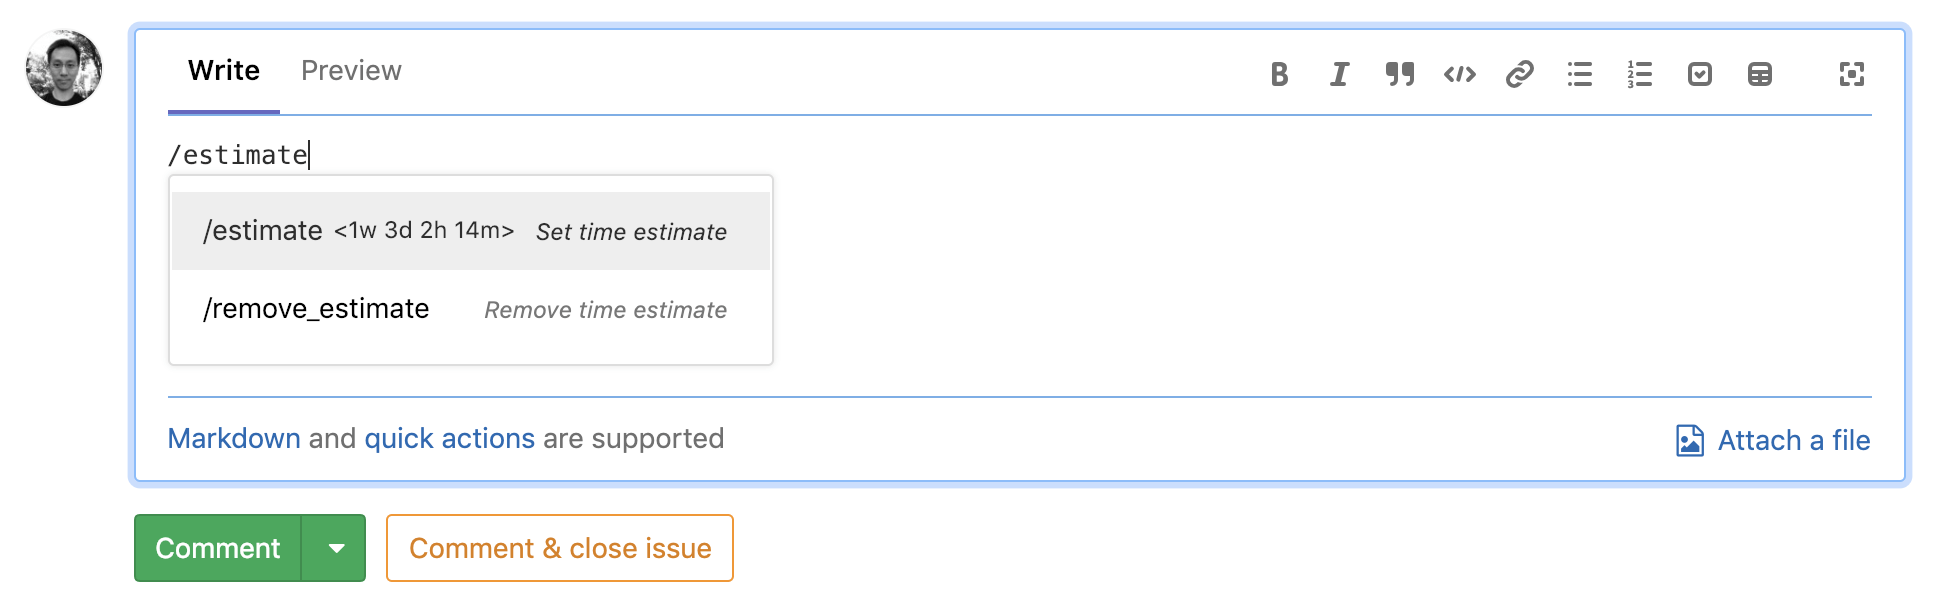 Write Preview
/estimate
/estimate <1w 3d 2h 14m> Set time estimate
/remove_estimate Remove time estimate
Markdown and quick actions are supported
Attach a file
Comment Comment & close issue